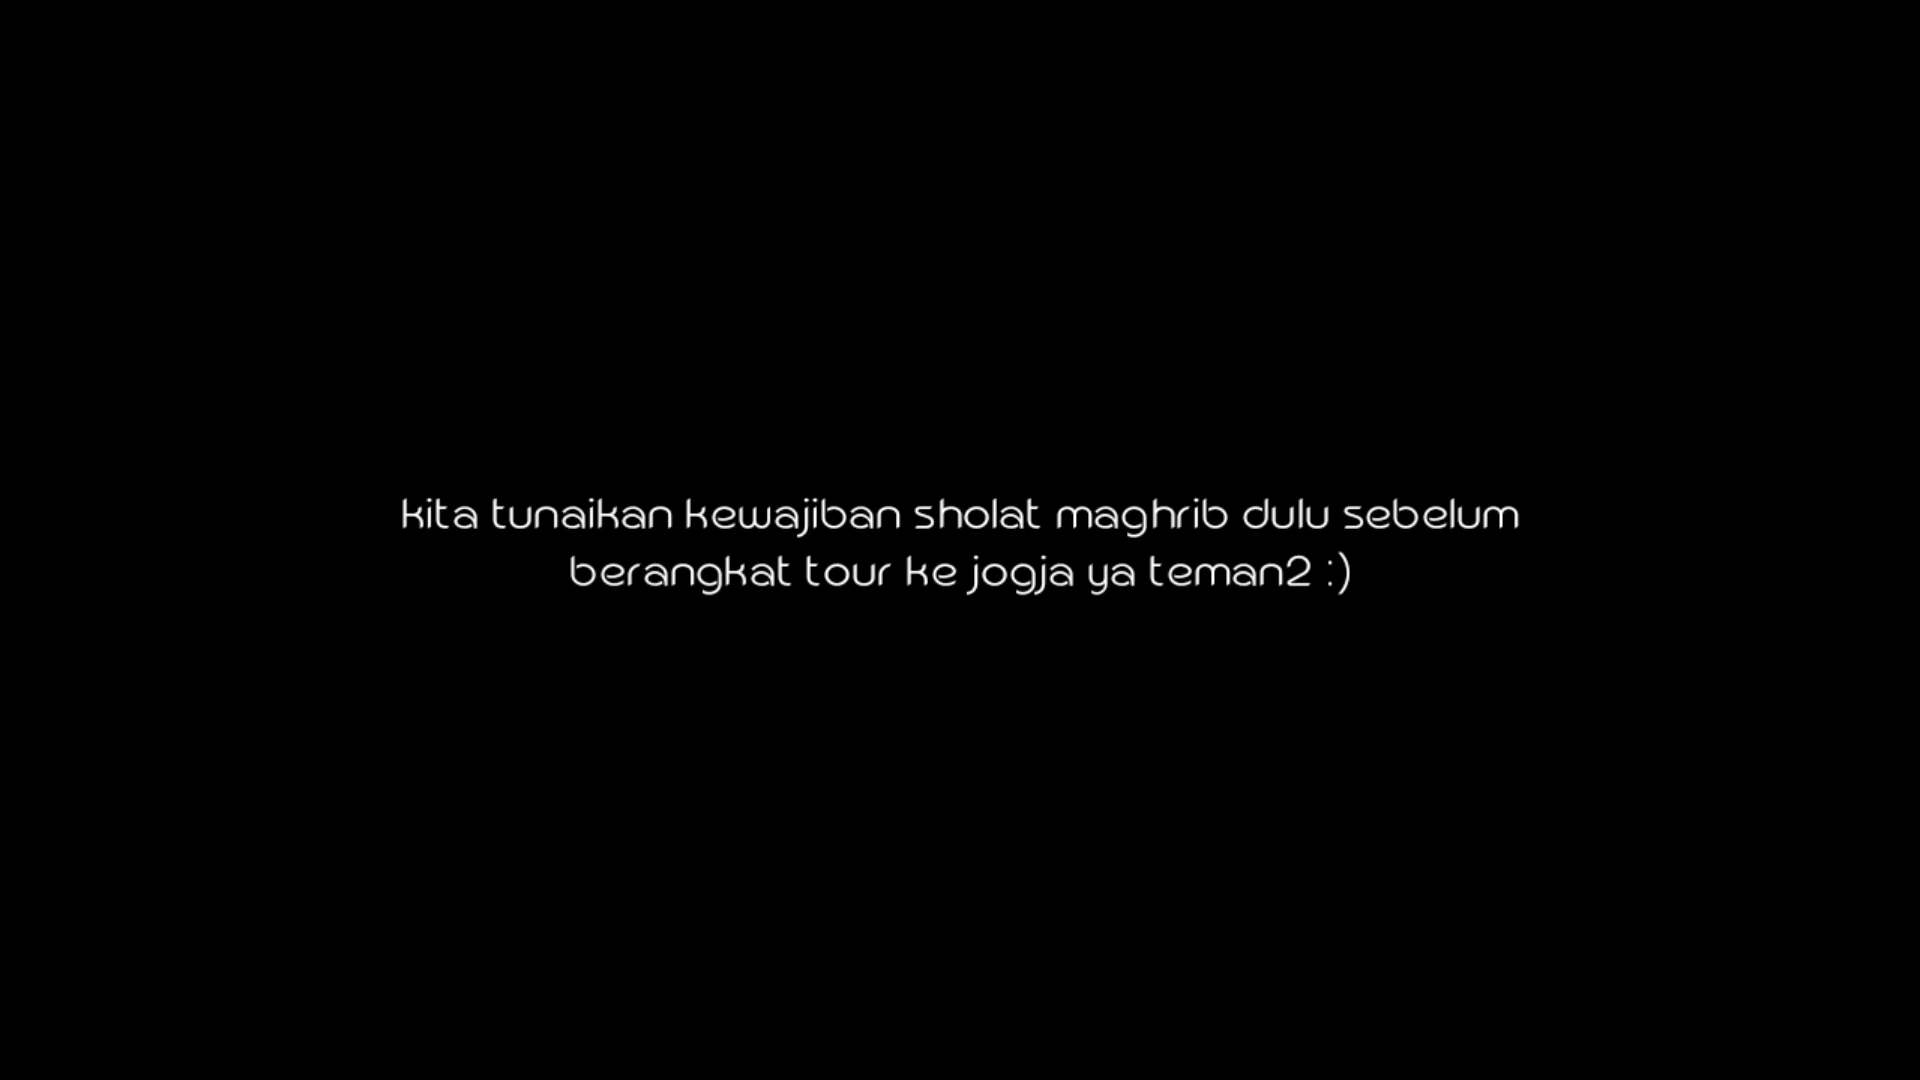 kita tunaikan kewajiban sholat maghrib dulu sebelum
berangkat tour ke jogja ya teman2 :)